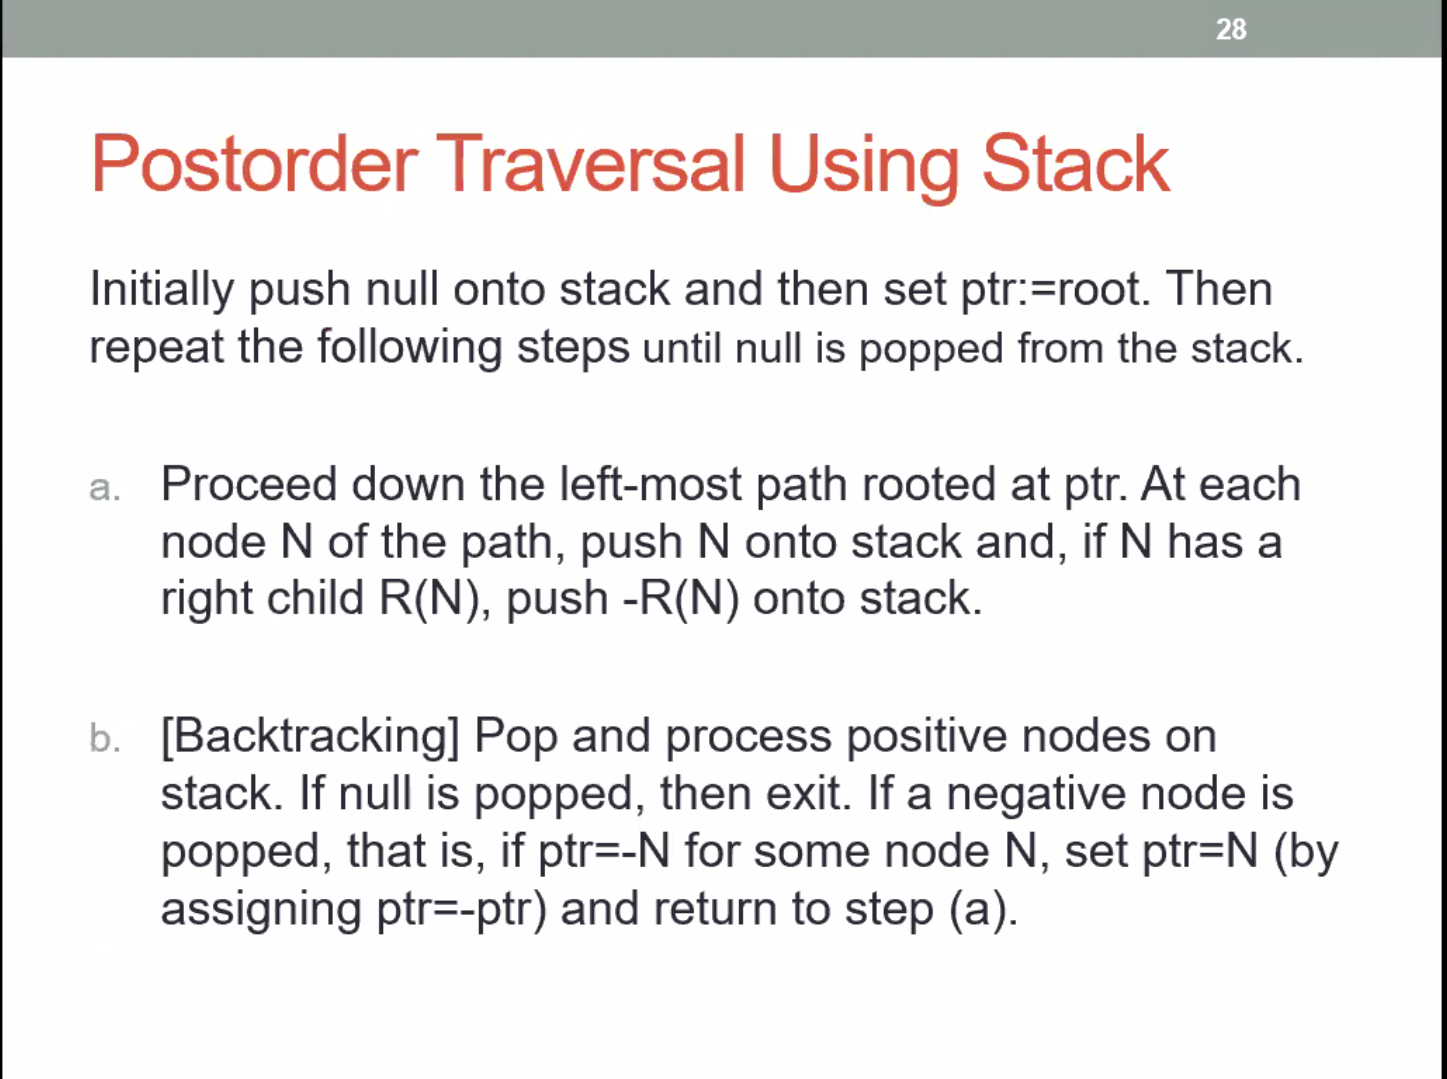 28
Postorder Traversal Using Stack
Initially push null onto stack and then set ptr:=root. Then
repeat the following steps until null is popped from the stack.
a. Proceed down the left-most path rooted at ptr. At each
node N of the path, push N onto stack and, if N has a
right child R(N), push -R(N) onto stack.
b. [Backtracking] Pop and process positive nodes on
stack. If null is popped, then exit. If a negative node is
popped, that is, if ptr=-N for some node N, set ptr=N (by
assigning ptr=-ptr) and return to step (a).